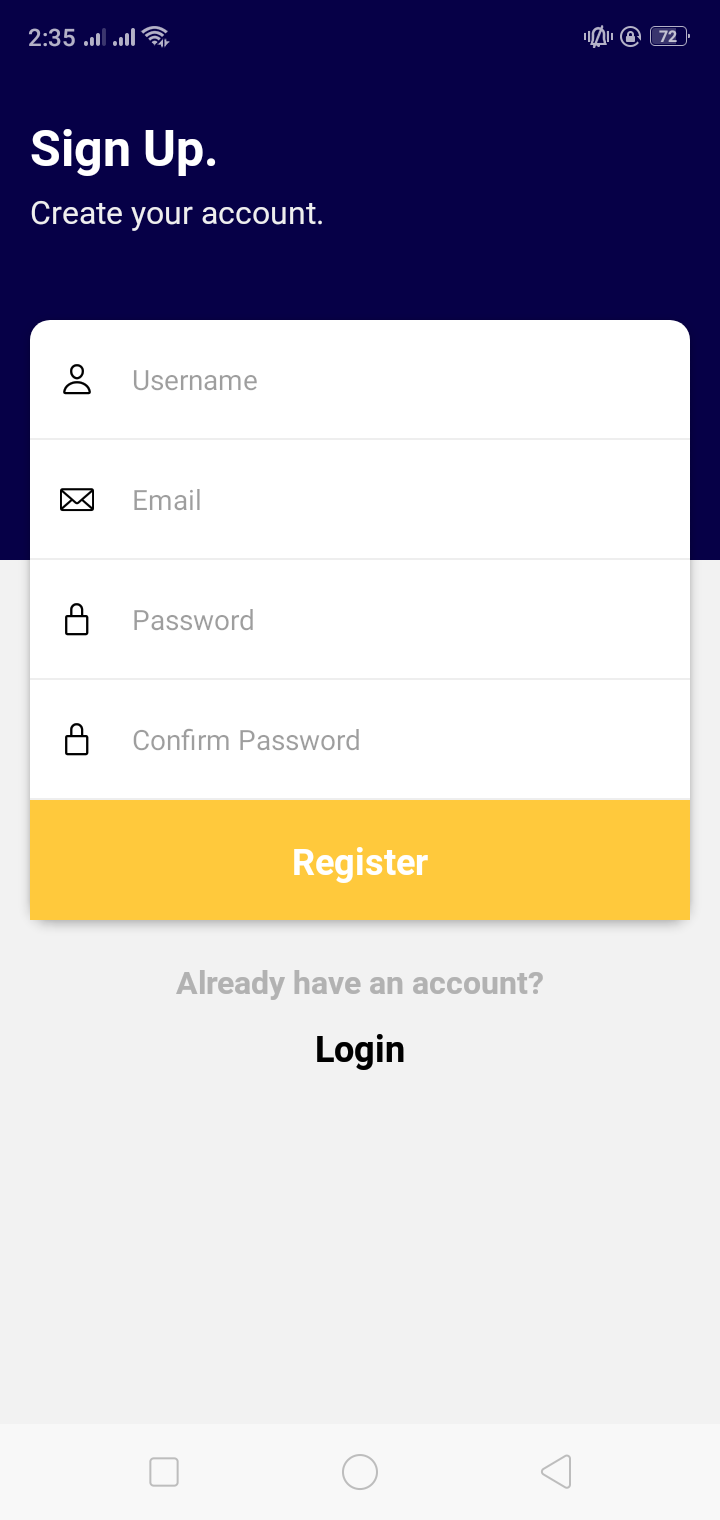 2:35
72
Sign Up.
Create your account.
Username
Email
Password
Confirm Password
Register
Already have an account?
Login